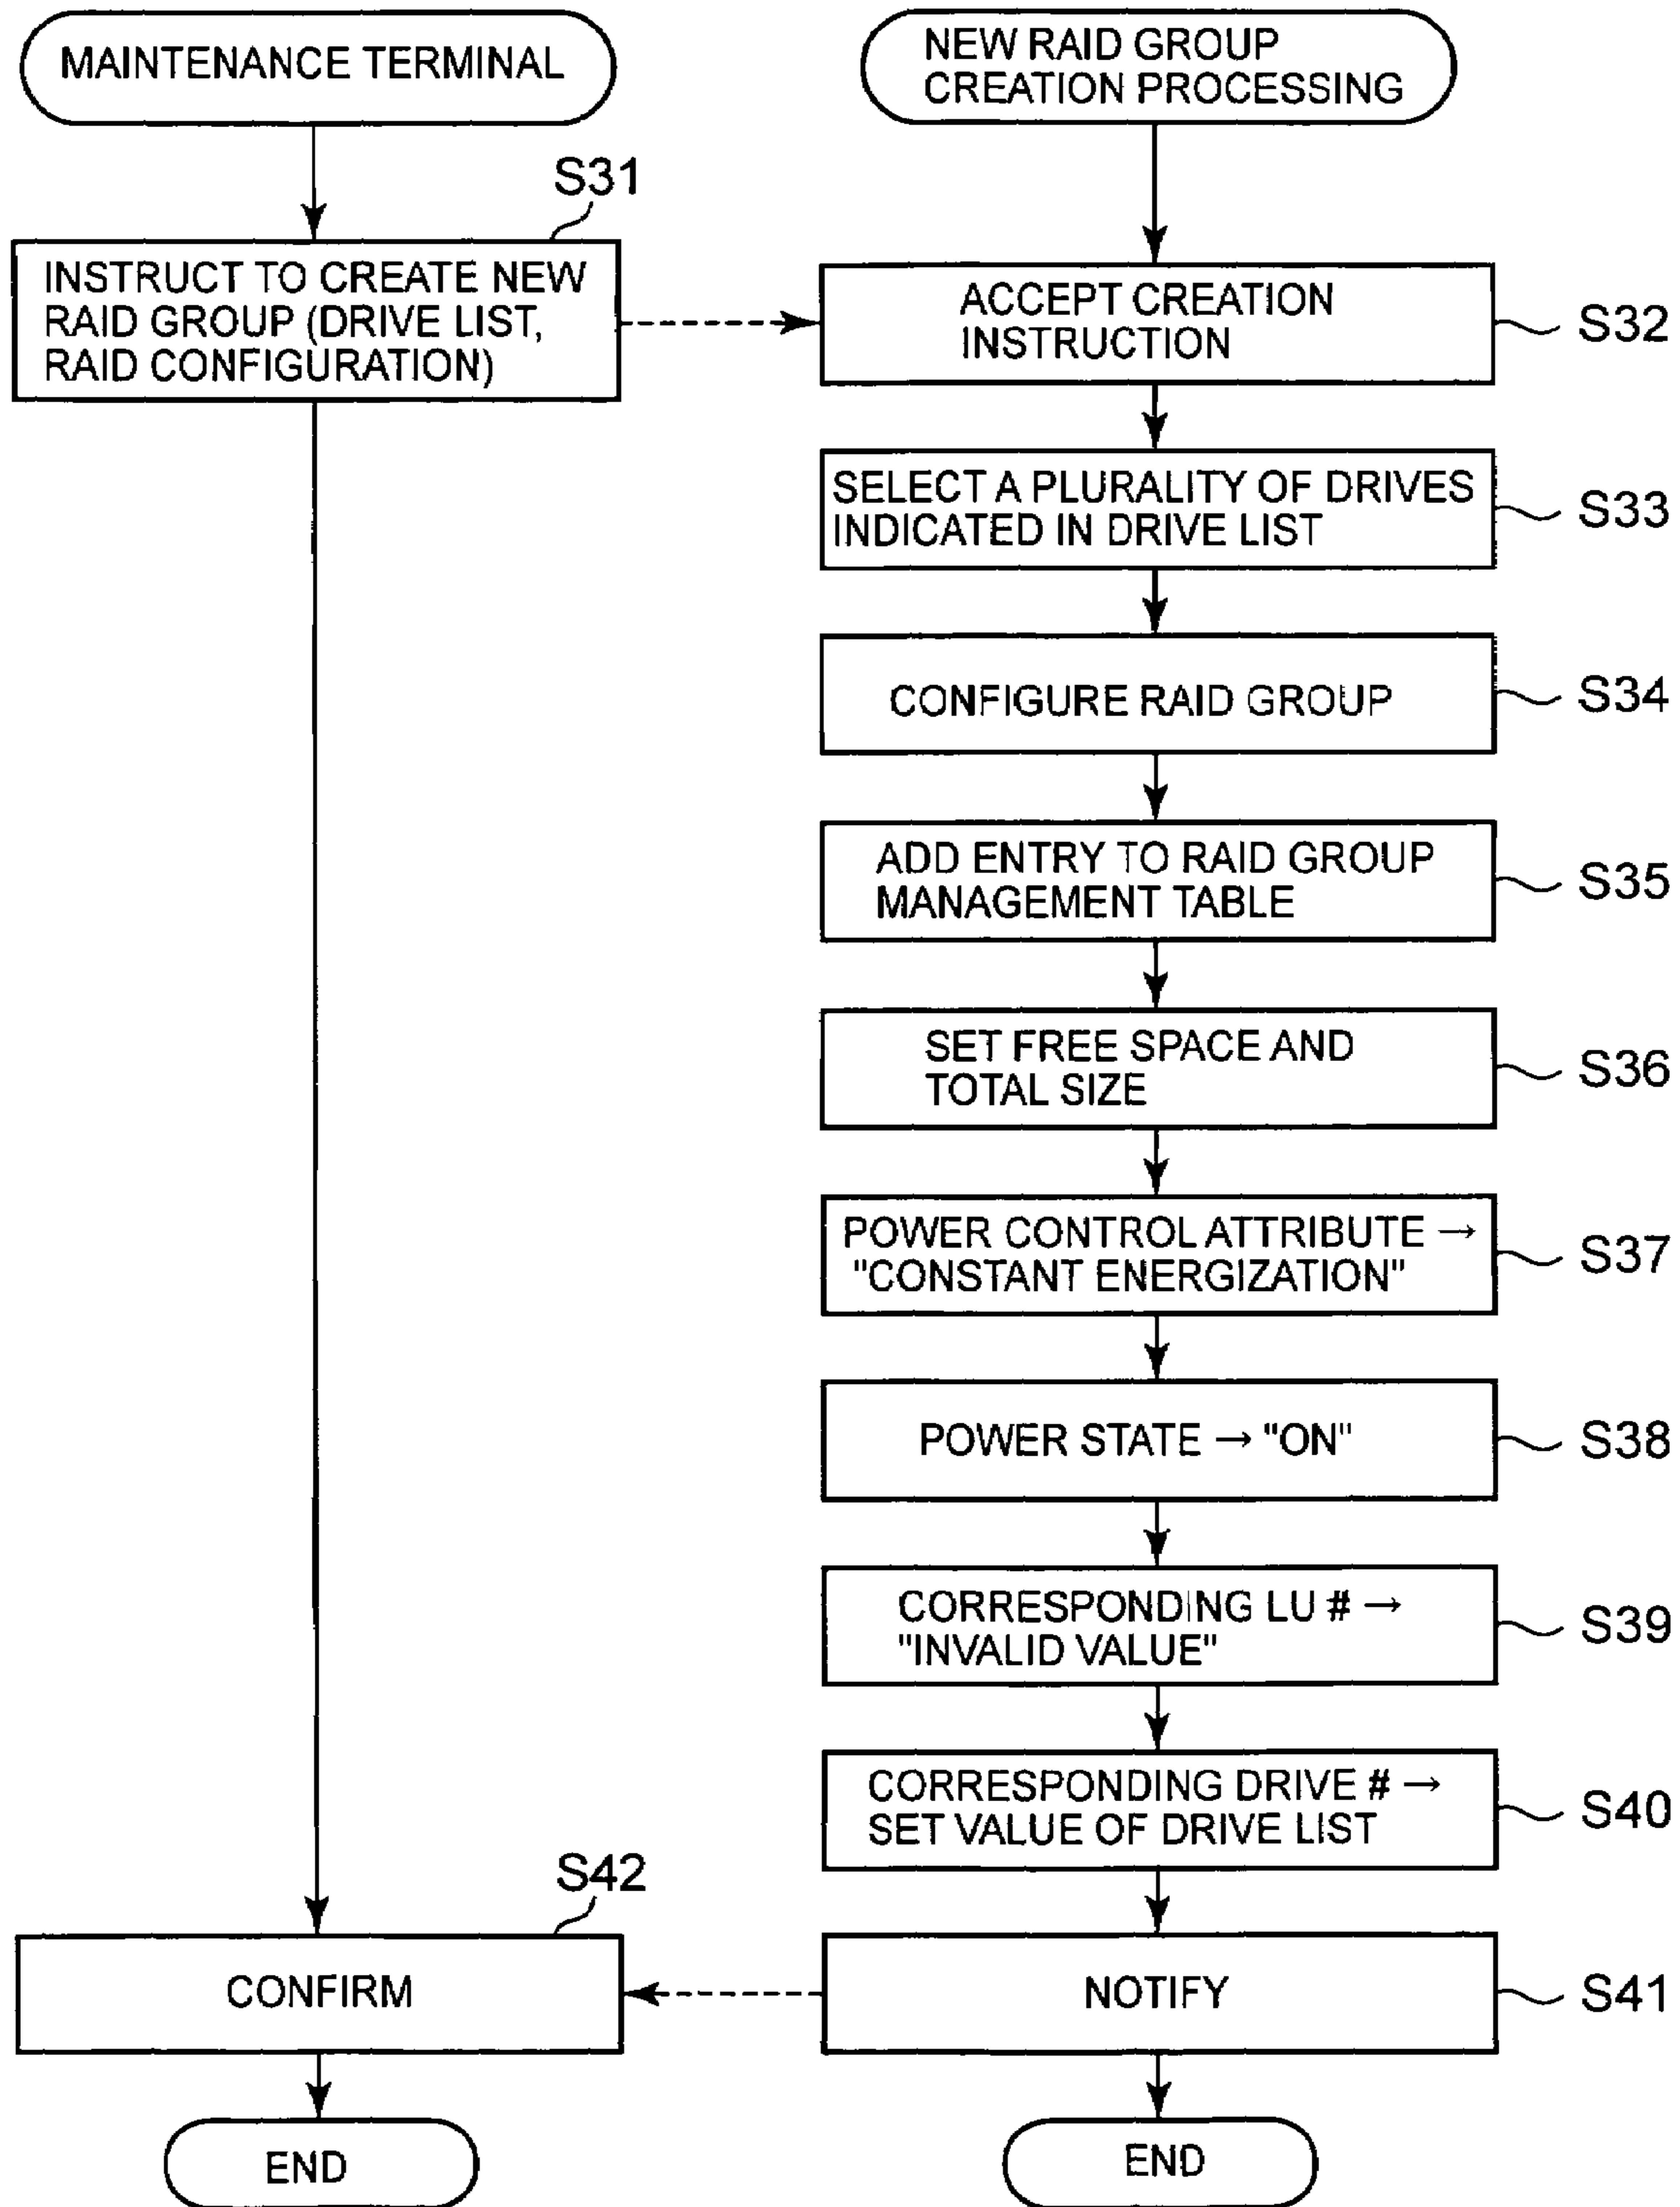 MAINTENANCE TERMINAL
NEW RAID GROUP
CREATION PROCESSING
S31
INSTRUCT TO CREATE NEW
RAID GROUP (DRIVE LIST,
RAID CONFIGURATION)
ACCEPT CREATION
INSTRUCTION
S32
SELECT A PLURALITY OF DRIVES
INDICATED IN DRIVE LIST
S33
CONFIGURE RAID GROUP
S34
ADD ENTRY TO RAID GROUP
MANAGEMENT TABLE
S35
SET FREE SPACE AND
TOTAL SIZE
S36
POWER CONTROL ATTRIBUTE →
"CONSTANT ENERGIZATION"
S37
POWER STATE → "ON"
S38
CORRESPONDING LU # →
"INVALID VALUE"
S39
CORRESPONDING DRIVE # →
SET VALUE OF DRIVE LIST
S40
S42
CONFIRM
NOTIFY
S41
END
END